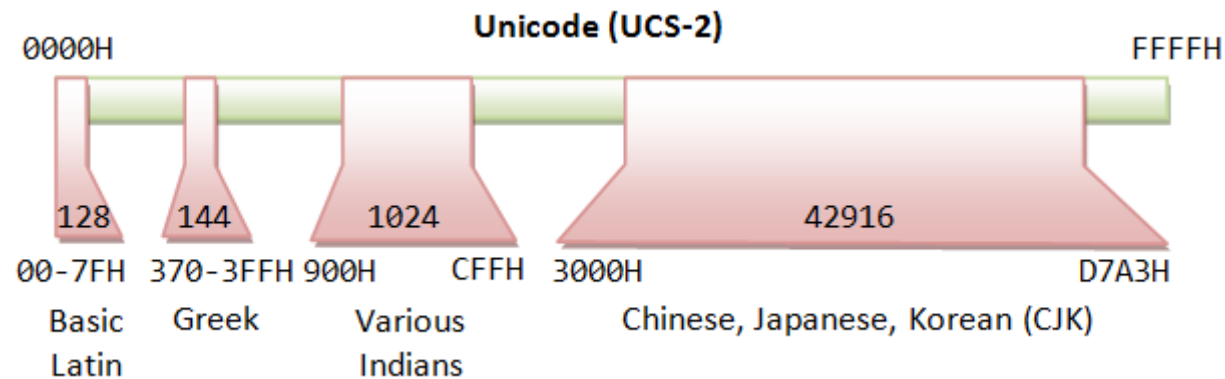 Unicode (UCS-2)
0000H FFFFH
128 144 1024 42916
00-7FH 370-3FFH 900H CFFH 3000H D7A3H
Basic Greek Various Chinese, Japanese, Korean (CJK)
Latin Indians